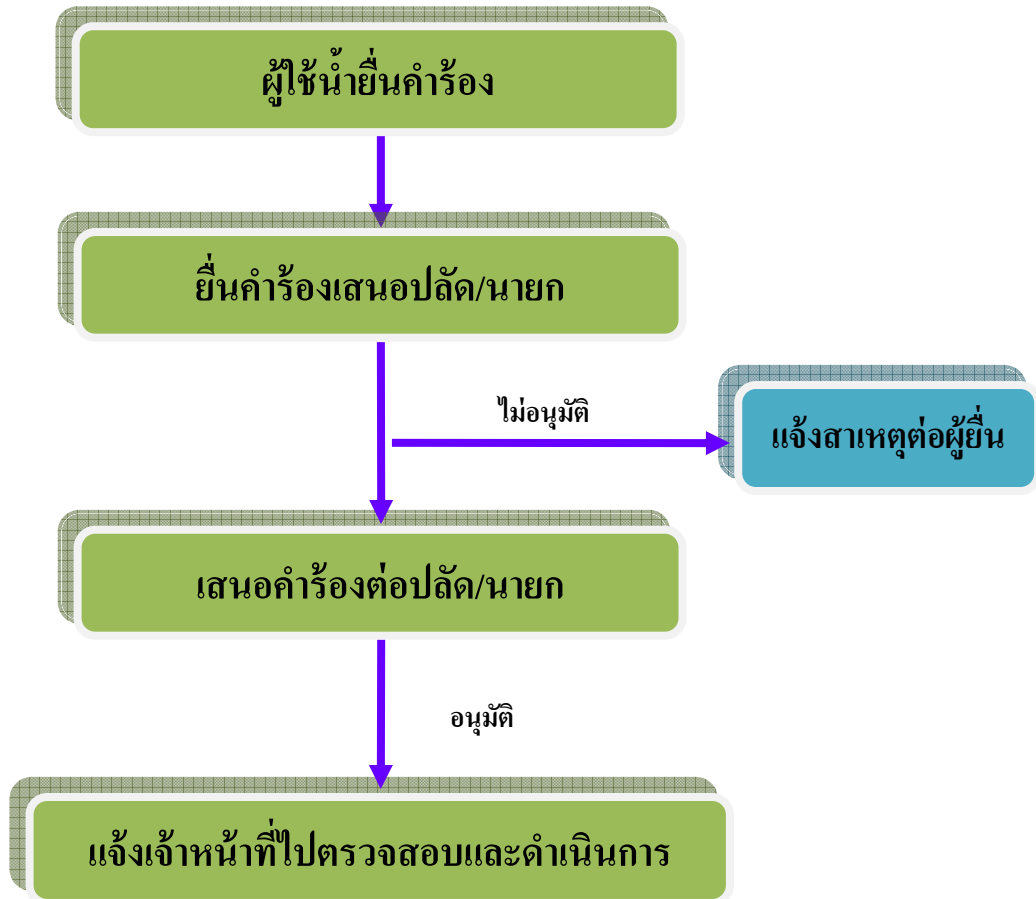 ผู้ใช้น้ำยื่นคำร้อง
ยื่นคำร้องเสนอปลัด/นายก
ไม่อนุมัติ
แจ้งสาเหตุต่อผู้ยื่น
เสนอคำร้องต่อปลัด/นายก
อนุมัติ
แจ้งเจ้าหน้าที่ไปตรวจสอบและดำเนินการ